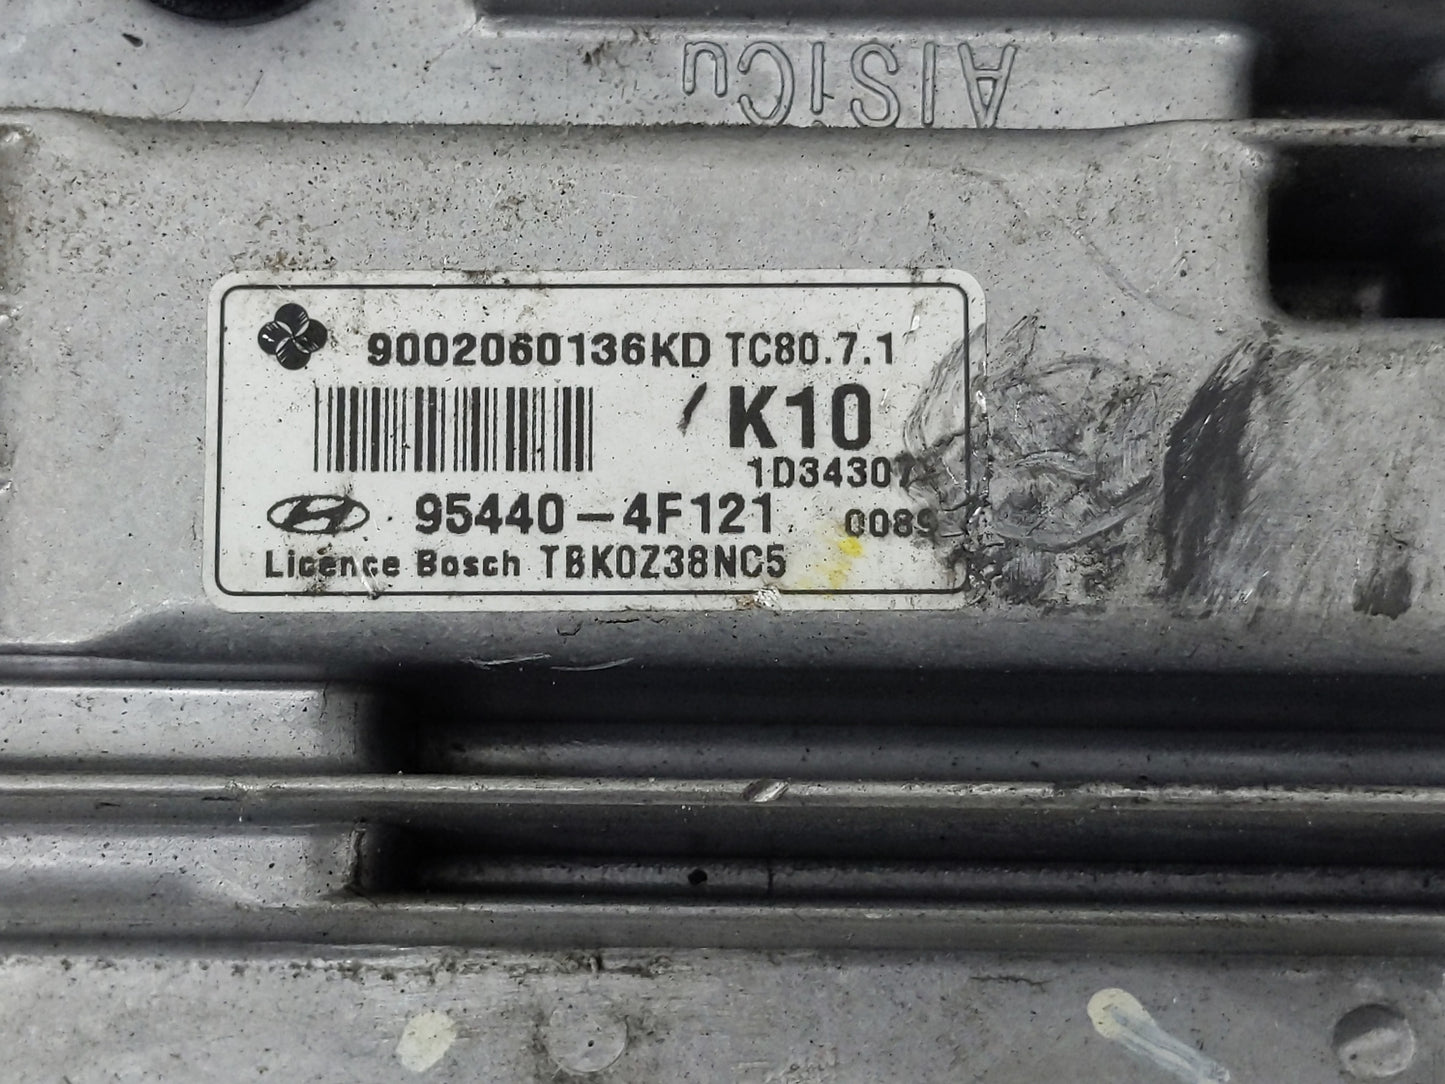 AlSiCu
9002060136KD TC80.7.1
K10
1D34307
95440-4F121 0089
Licence Bosch TBK0Z38NC5